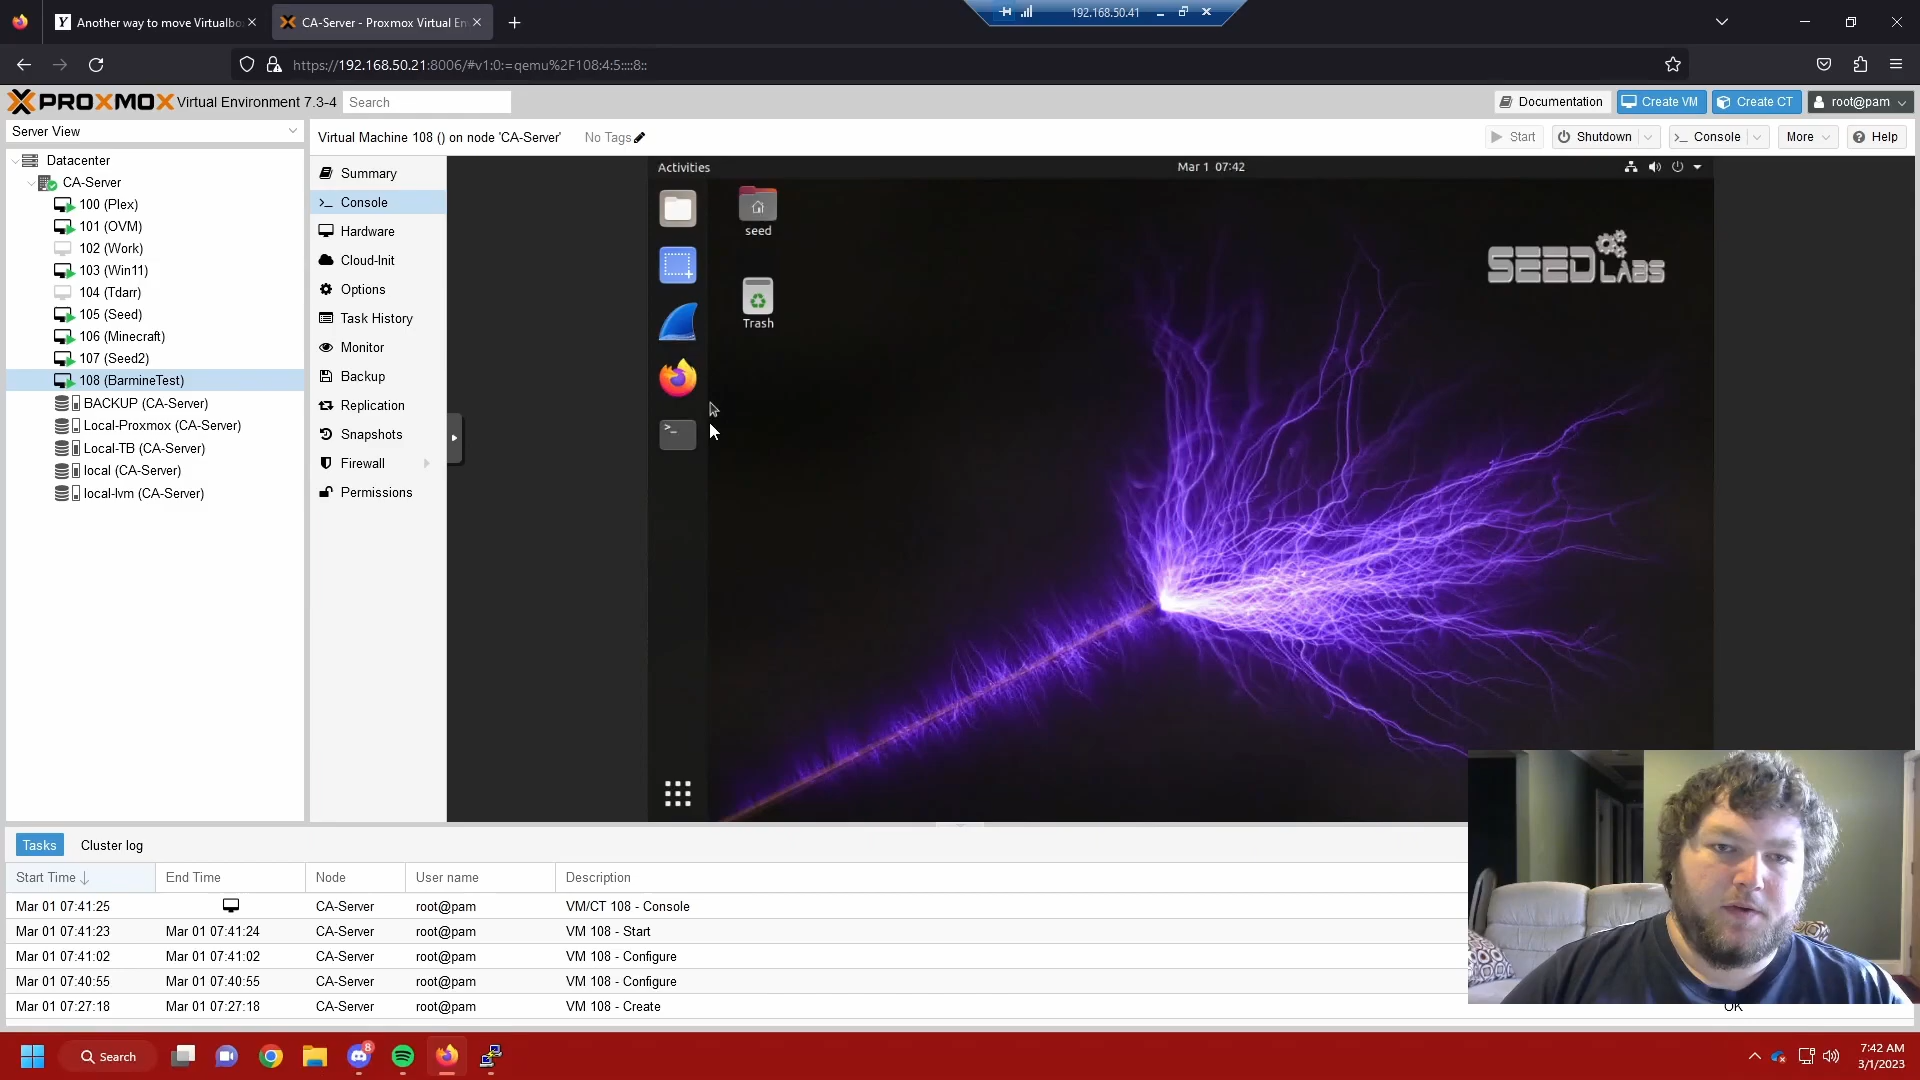 Another way to move Virtualbo
CA-Server - Proxmox Virtual En
192.168.50.41
https://192.168.50.21:8006/#v1:0:=qemu%2F108:4:5::::8::
PROXMOX Virtual Environment 7.3-4
Search
Documentation
Create VM
Create CT
root@pam
Server View
Virtual Machine 108 () on node 'CA-Server'
No Tags
Start
Shutdown
Console
More
Help
Datacenter
CA-Server
100 (Plex)
101 (OVM)
102 (Work)
103 (Win11)
104 (Tdarr)
105 (Seed)
106 (Minecraft)
107 (Seed2)
108 (BarmineTest)
BACKUP (CA-Server)
Local-Proxmox (CA-Server)
Local-TB (CA-Server)
local (CA-Server)
local-lvm (CA-Server)
Summary
Console
Hardware
Cloud-Init
Options
Task History
Monitor
Backup
Replication
Snapshots
Firewall
Permissions
Activities
Mar 1 07:42
seed
Trash
SEEDLABS
Tasks
Cluster log
Start Time
End Time
Node
User name
Description
Mar 01 07:41:25
CA-Server
root@pam
VM/CT 108 - Console
Mar 01 07:41:23
Mar 01 07:41:24
CA-Server
root@pam
VM 108 - Start
Mar 01 07:41:02
Mar 01 07:41:02
CA-Server
root@pam
VM 108 - Configure
Mar 01 07:40:55
Mar 01 07:40:55
CA-Server
root@pam
VM 108 - Configure
Mar 01 07:27:18
Mar 01 07:27:18
CA-Server
root@pam
VM 108 - Create
OK
Search
8
7:42 AM
3/1/2023